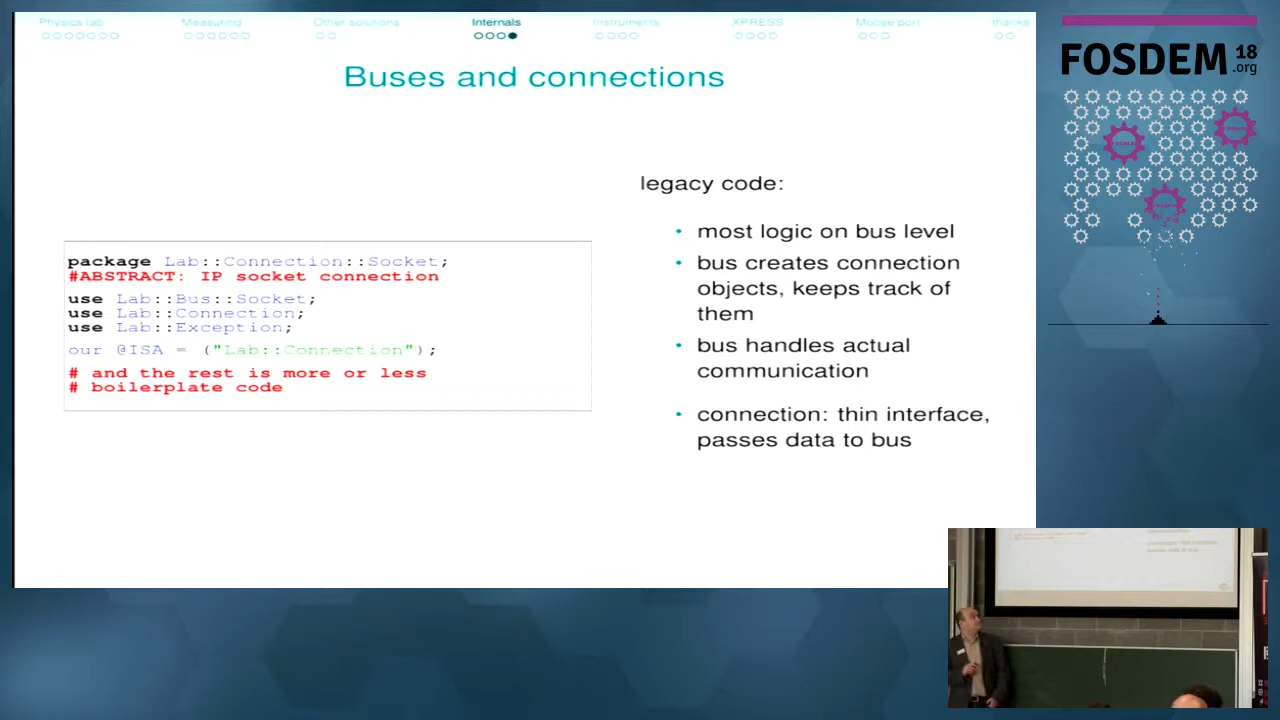 Physics lab Measuring Other solutions Internals Instruments XPRESS Moose port thanks
Buses and connections
package Lab::Connection::Socket;
#ABSTRACT: IP socket connection
use Lab::Bus::Socket;
use Lab::Connection;
use Lab::Exception;
our @ISA = ("Lab::Connection");
# and the rest is more or less
# boilerplate code
legacy code:
• most logic on bus level
• bus creates connection
objects, keeps track of
them
• bus handles actual
communication
• connection: thin interface,
passes data to bus
FOSDEM 18
.org